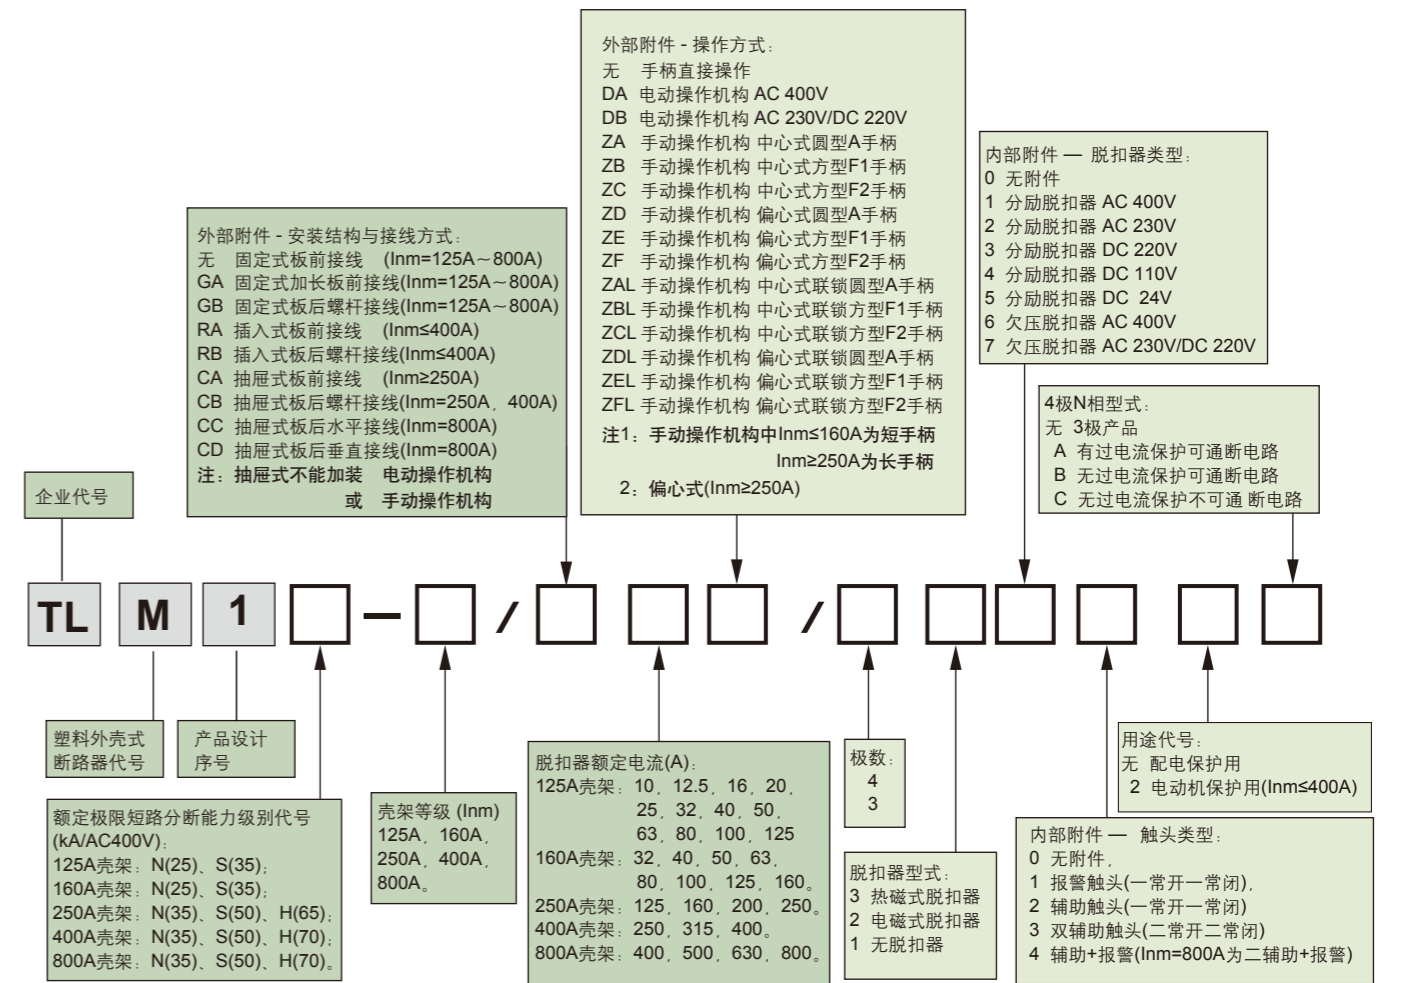 外部附件 - 操作方式：
无 手柄直接操作
DA 电动操作机构 AC 400V
DB 电动操作机构 AC 230V/DC 220V
ZA 手动操作机构 中心式圆型A手柄
ZB 手动操作机构 中心式方型F1手柄
ZC 手动操作机构 中心式方型F2手柄
ZD 手动操作机构 偏心式圆型A手柄
ZE 手动操作机构 偏心式方型F1手柄
ZF 手动操作机构 偏心式方型F2手柄
ZAL 手动操作机构 中心式联锁圆型A手柄
ZBL 手动操作机构 中心式联锁方型F1手柄
ZCL 手动操作机构 中心式联锁方型F2手柄
ZDL 手动操作机构 偏心式联锁圆型A手柄
ZEL 手动操作机构 偏心式联锁方型F1手柄
ZFL 手动操作机构 偏心式联锁方型F2手柄
注1：手动操作机构中Inm≤160A为短手柄
Inm≥250A为长手柄
2：偏心式(Inm≥250A)
内部附件 — 脱扣器类型：
0 无附件
1 分励脱扣器 AC 400V
2 分励脱扣器 AC 230V
3 分励脱扣器 DC 220V
4 分励脱扣器 DC 110V
5 分励脱扣器 DC 24V
6 欠压脱扣器 AC 400V
7 欠压脱扣器 AC 230V/DC 220V
外部附件 - 安装结构与接线方式：
无 固定式板前接线 (Inm=125A～800A)
GA 固定式加长板前接线(Inm=125A～800A)
GB 固定式板后螺杆接线(Inm=125A～800A)
RA 插入式板前接线 (Inm≤400A)
RB 插入式板后螺杆接线(Inm≤400A)
CA 抽屉式板前接线 (Inm≥250A)
CB 抽屉式板后螺杆接线(Inm=250A，400A)
CC 抽屉式板后水平接线(Inm=800A)
CD 抽屉式板后垂直接线(Inm=800A)
注：抽屉式不能加装 电动操作机构
或 手动操作机构
4极N相型式：
无 3极产品
A 有过电流保护可通断电路
B 无过电流保护可通断电路
C 无过电流保护不可通 断电路
企业代号
TL M 1 — / /
塑料外壳式
断路器代号
产品设计
序号
额定极限短路分断能力级别代号
(kA/AC400V)：
125A壳架：N(25)、S(35)；
160A壳架：N(25)、S(35)；
250A壳架：N(35)、S(50)、H(65)；
400A壳架：N(35)、S(50)、H(70)；
800A壳架：N(35)、S(50)、H(70)。
壳架等级 (Inm)
125A，160A，
250A，400A，
800A。
脱扣器额定电流(A)：
125A壳架：10，12.5，16，20，
25，32，40，50，
63，80，100，125
160A壳架：32，40，50，63，
80，100，125，160。
250A壳架：125，160，200，250。
400A壳架：250，315，400。
800A壳架：400，500，630，800。
极数：
4
3
脱扣器型式：
3 热磁式脱扣器
2 电磁式脱扣器
1 无脱扣器
用途代号：
无 配电保护用
2 电动机保护用(Inm≤400A)
内部附件 — 触头类型：
0 无附件，
1 报警触头(一常开一常闭)，
2 辅助触头(一常开一常闭)
3 双辅助触头(二常开二常闭)
4 辅助+报警(Inm=800A为二辅助+报警)